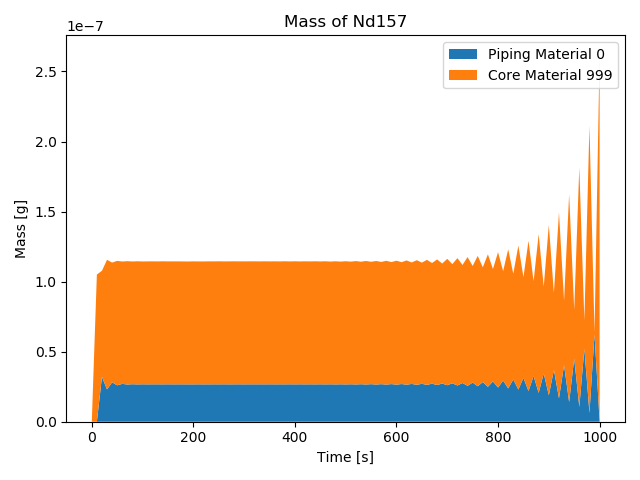 Mass of Nd157
1e−7
Piping Material 0
Core Material 999
Mass [g]
2.5
2.0
1.5
1.0
0.5
0.0
0 200 400 600 800 1000
Time [s]